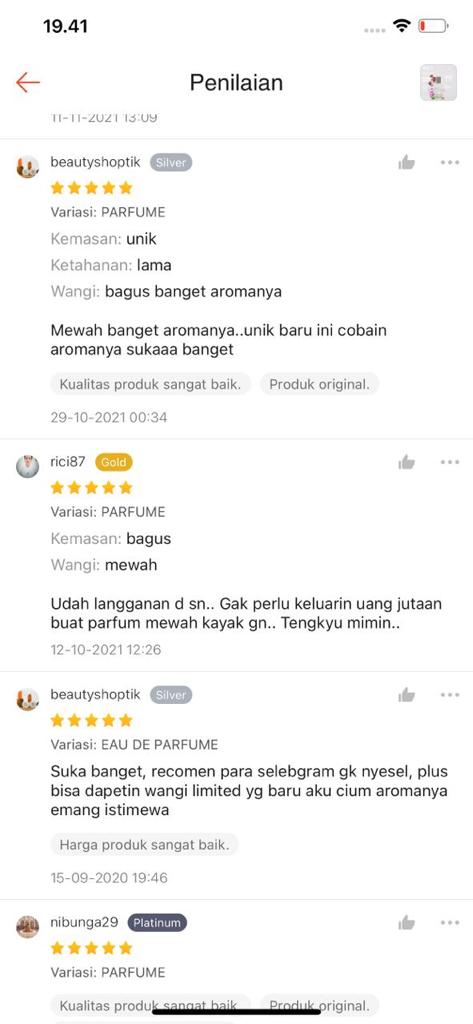 19.41
Penilaian
11-11-2021 13:09
beautyshoptik Silver
Variasi: PARFUME
Kemasan: unik
Ketahanan: lama
Wangi: bagus banget aromanya
Mewah banget aromanya..unik baru ini cobain
aromanya sukaaa banget
Kualitas produk sangat baik. Produk original.
29-10-2021 00:34
rici87 Gold
Variasi: PARFUME
Kemasan: bagus
Wangi: mewah
Udah langganan d sn.. Gak perlu keluarin uang jutaan
buat parfum mewah kayak gn.. Tengkyu mimin..
12-10-2021 12:26
beautyshoptik Silver
Variasi: EAU DE PARFUME
Suka banget, recomen para selebgram gk nyesel, plus
bisa dapetin wangi limited yg baru aku cium aromanya
emang istimewa
Harga produk sangat baik.
15-09-2020 19:46
nibunga29 Platinum
Variasi: PARFUME
Kualitas produk sangat baik. Produk original.